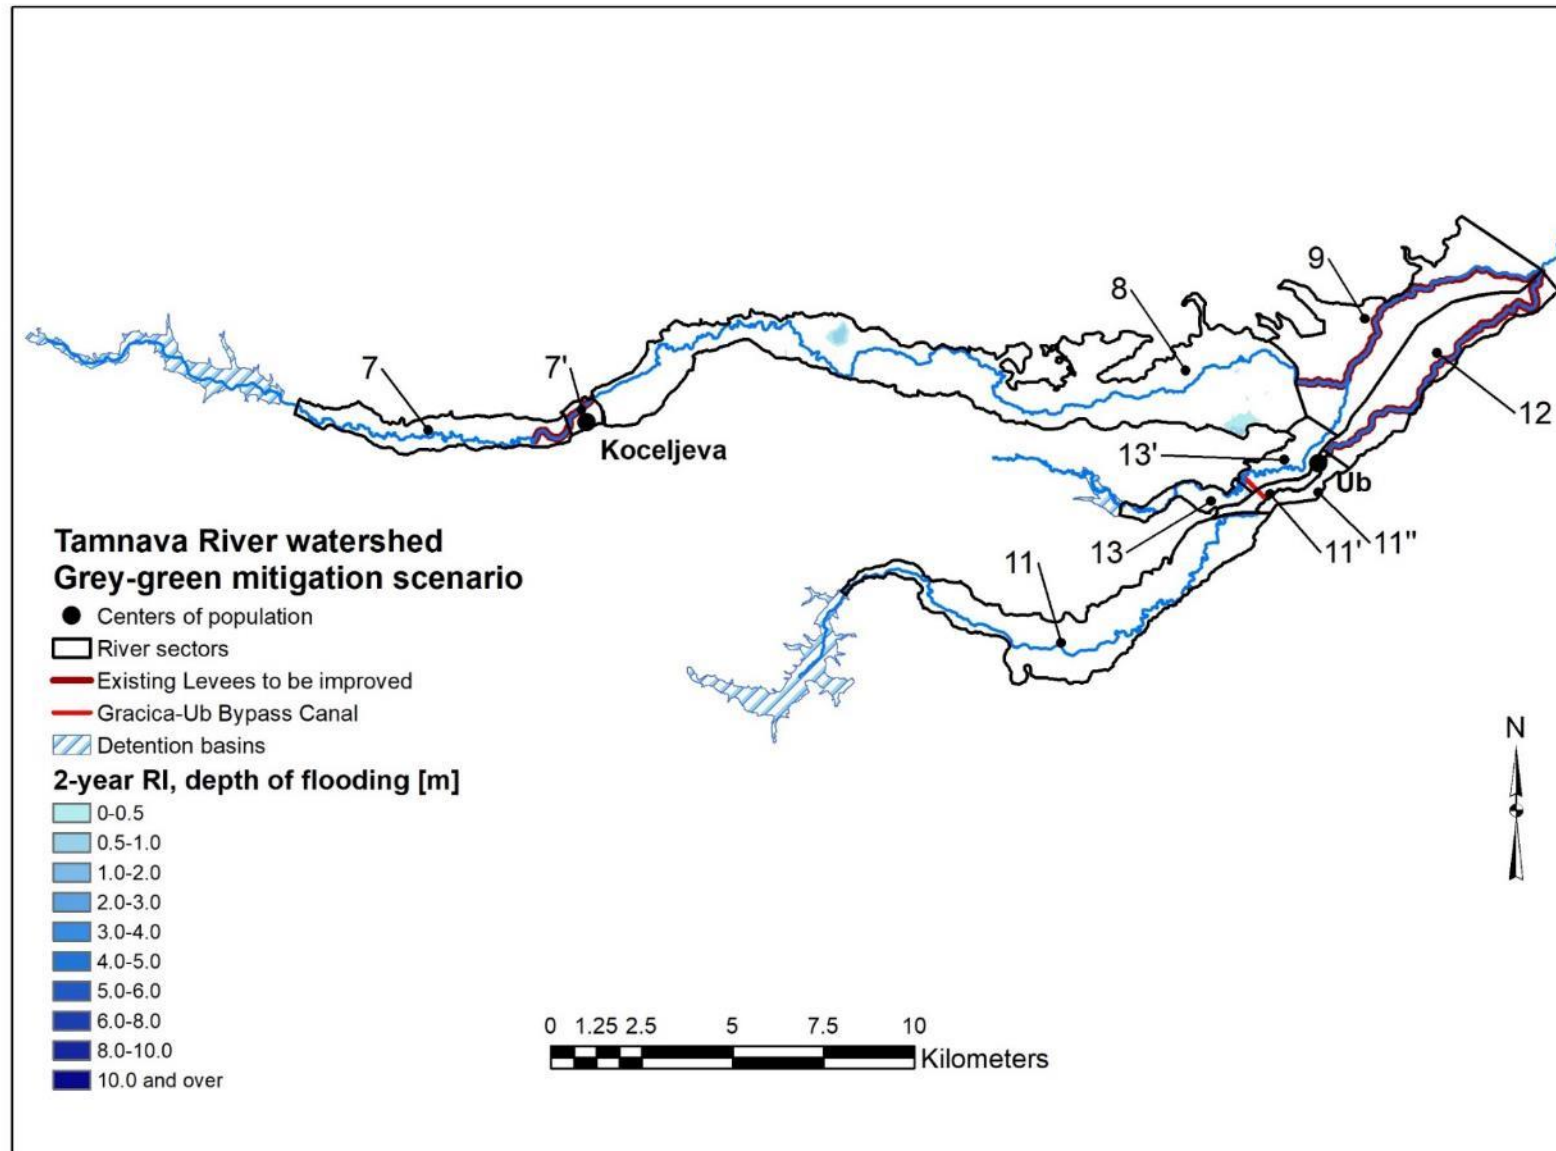 9
8
7
7'
12
Koceljeva
13'
Ub
13
11'
11"
11
Tamnava River watershed
Grey-green mitigation scenario
Centers of population
River sectors
Existing Levees to be improved
Gracica-Ub Bypass Canal
Detention basins
2-year RI, depth of flooding [m]
0-0.5
0.5-1.0
1.0-2.0
2.0-3.0
3.0-4.0
4.0-5.0
5.0-6.0
6.0-8.0
8.0-10.0
10.0 and over
N
0 1.25 2.5 5 7.5 10
Kilometers